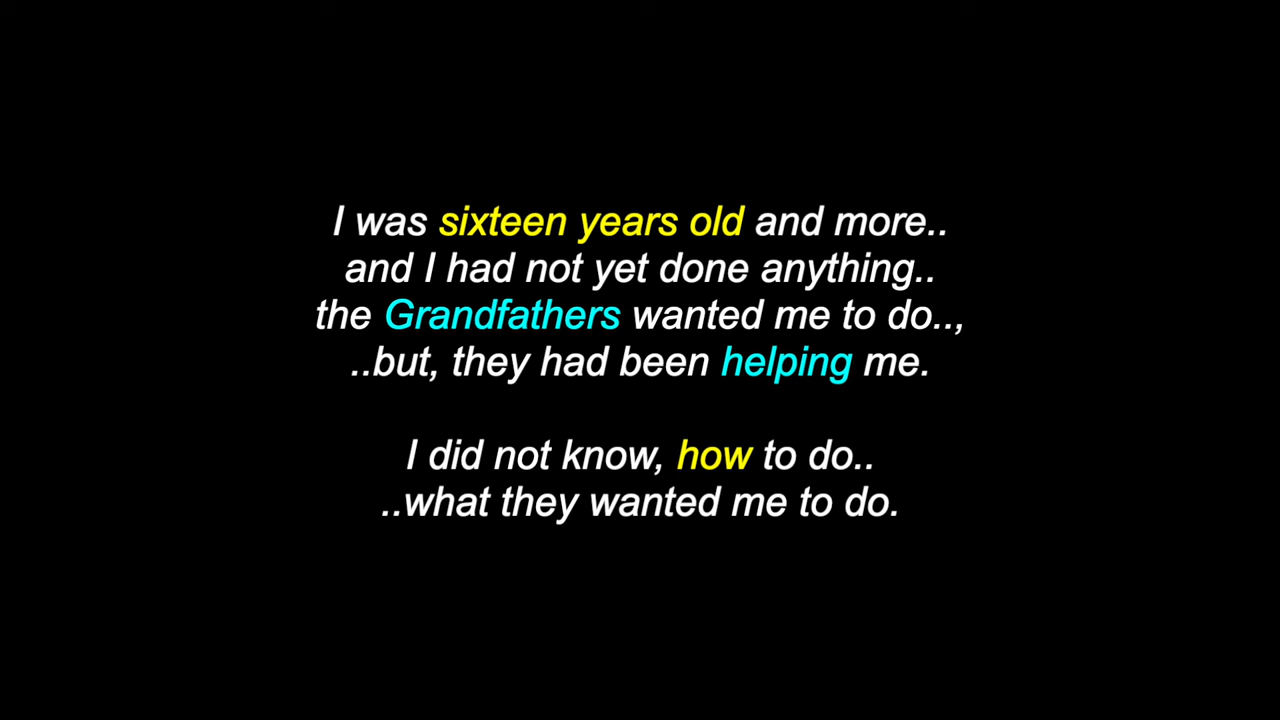 I was sixteen years old and more..
and I had not yet done anything..
the Grandfathers wanted me to do..,
..but, they had been helping me.
I did not know, how to do..
..what they wanted me to do.